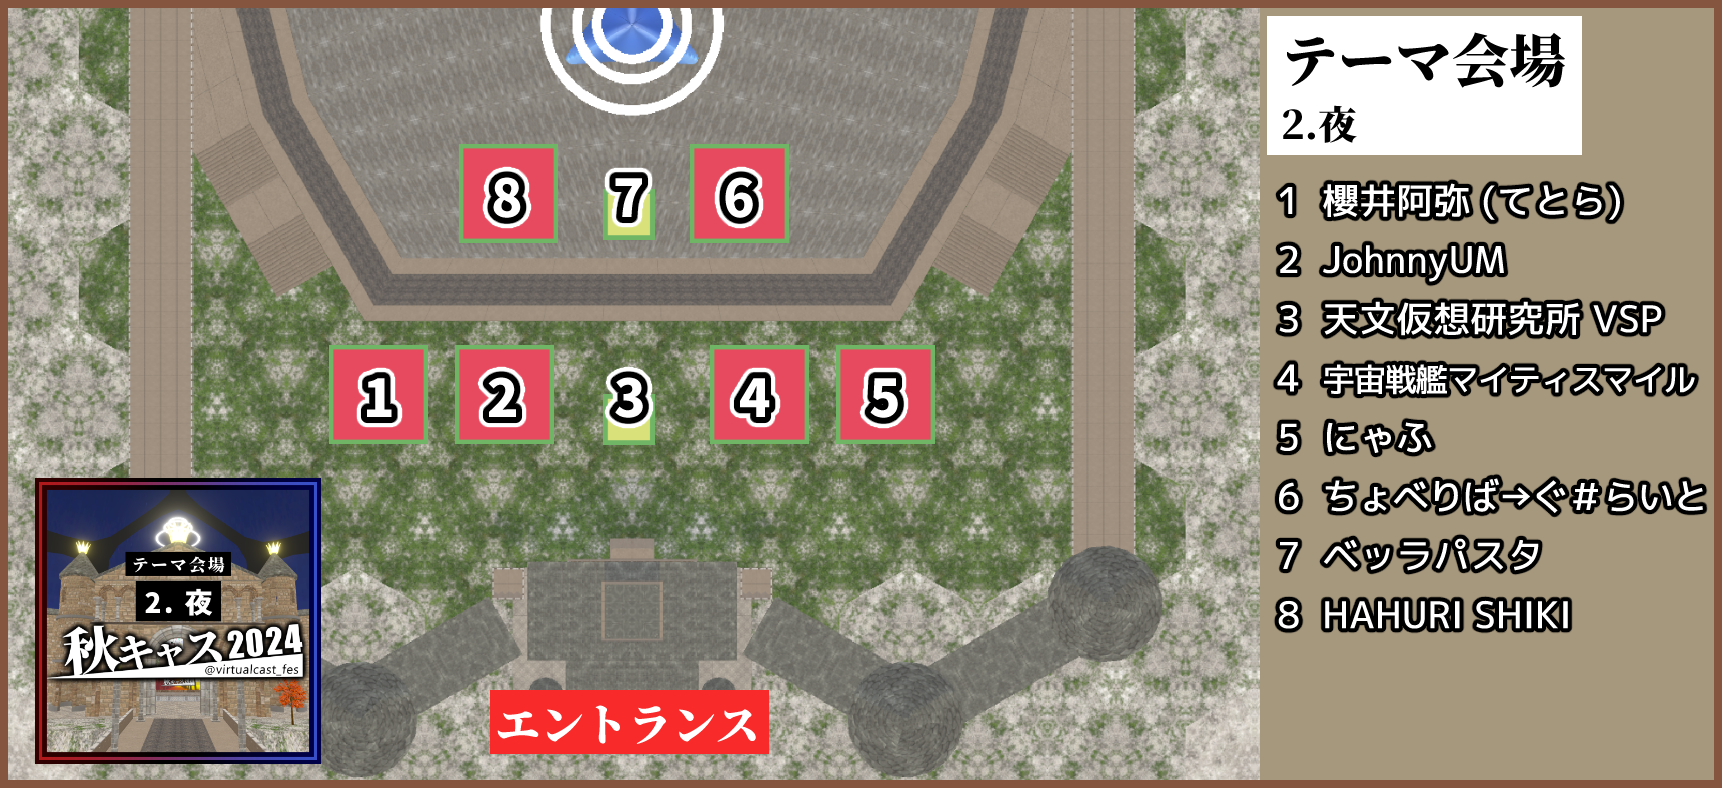 テーマ会場
2.夜
1 櫻井阿弥 (てとら)
2 JohnnyUM
3 天文仮想研究所 VSP
4 宇宙戦艦マイティスマイル
5 にゃふ
6 ちょべりば→ぐ#らいと
7 ベッラパスタ
8 HAHURI SHIKI
8
7
6
1
2
3
4
5
テーマ会場
2. 夜
秋キャス2024
@virtualcast_fes
エントランス